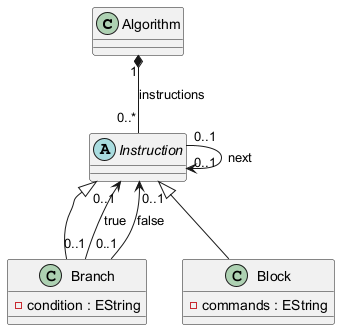 C Algorithm
1
instructions
0..*
A Instruction
0..1
0..1
next
0..1
0..1
true
false
0..1
0..1
C Branch
condition : EString
C Block
commands : EString